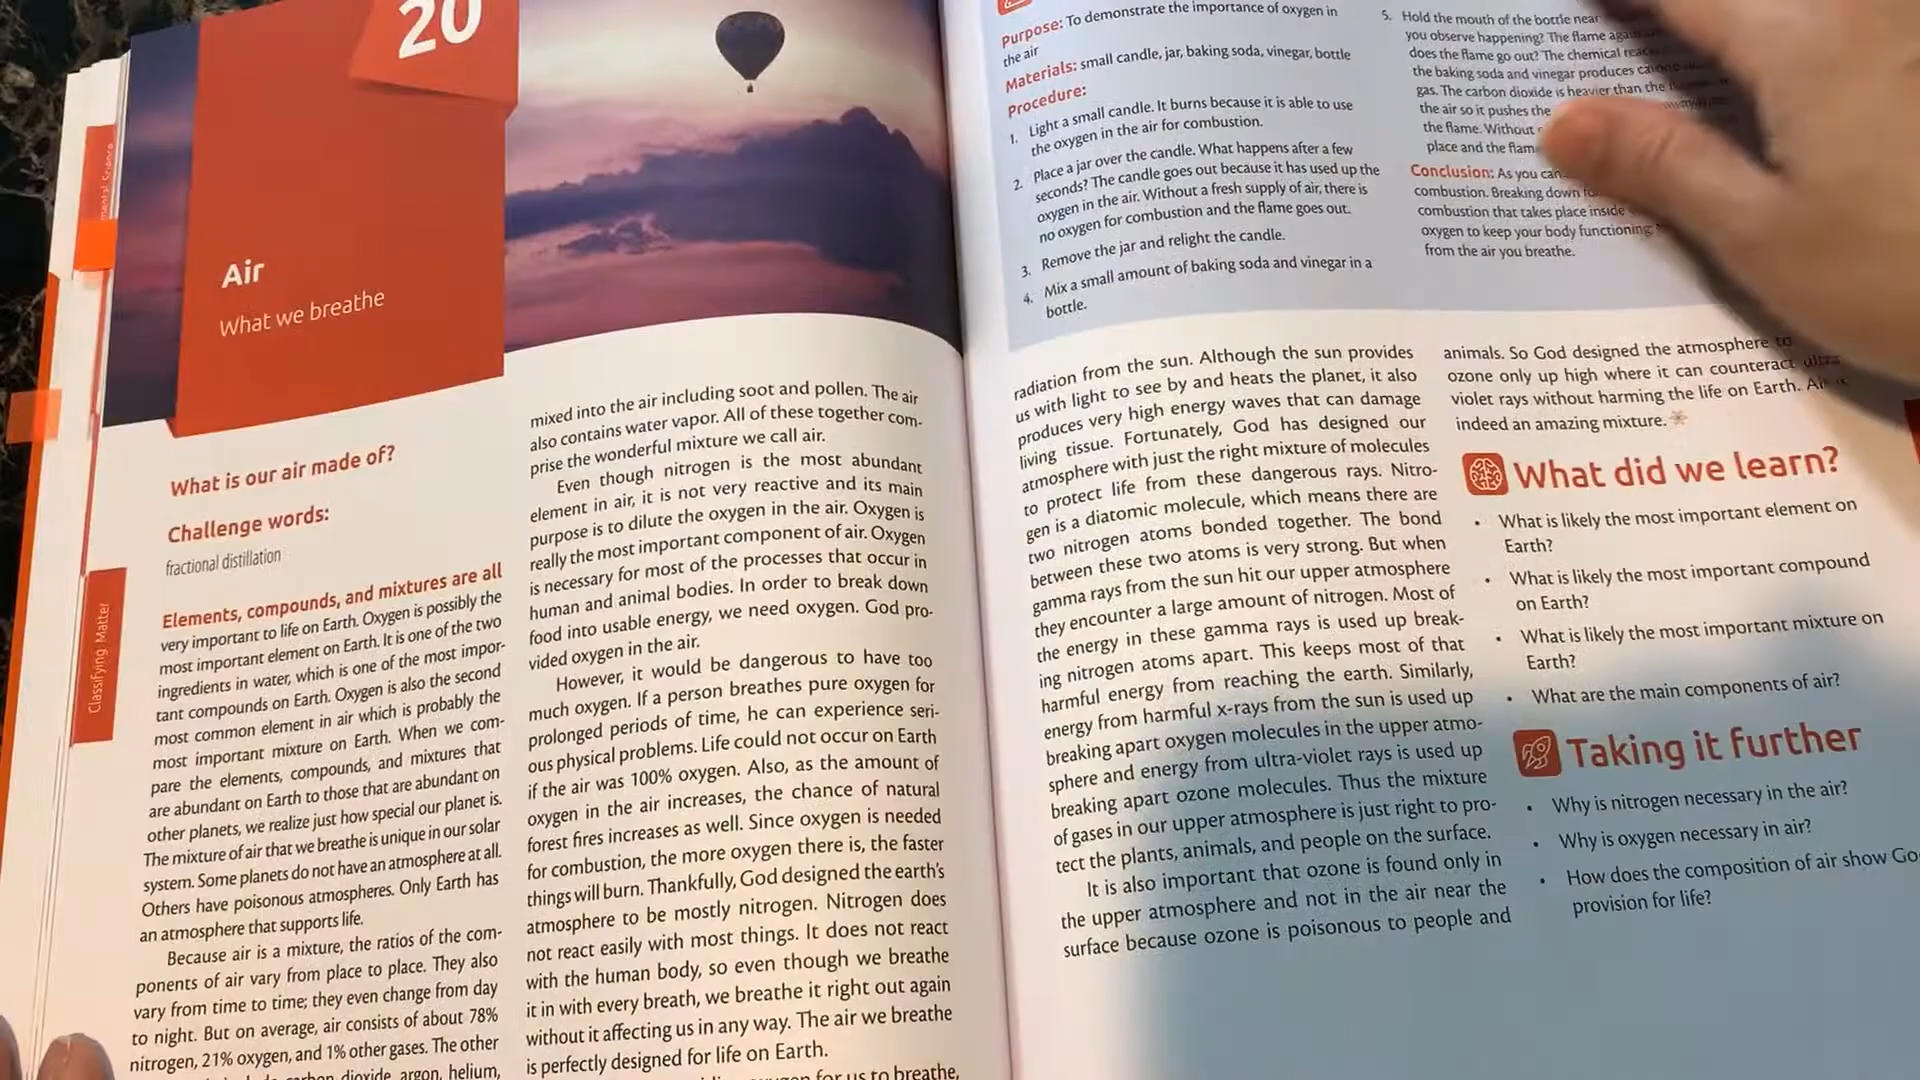 20
Air
What we breathe
Classifying Matter
What is our air made of?
Challenge words:
fractional distillation
Elements, compounds, and mixtures are all
very important to life on Earth. Oxygen is possibly the
most important element on Earth. It is one of the two
ingredients in water, which is one of the most impor-
tant compounds on Earth. Oxygen is also the second
most common element in air which is probably the
most important mixture on Earth. When we com-
pare the elements, compounds, and mixtures that
are abundant on Earth to those that are abundant on
other planets, we realize just how special our planet is.
The mixture of air that we breathe is unique in our solar
system. Some planets do not have an atmosphere at all.
Others have poisonous atmospheres. Only Earth has
an atmosphere that supports life.
Because air is a mixture, the ratios of the com-
ponents of air vary from place to place. They also
vary from time to time; they even change from day
to night. But on average, air consists of about 78%
nitrogen, 21% oxygen, and 1% other gases. The other
carbon dioxide, argon, helium,
mixed into the air including soot and pollen. The air
also contains water vapor. All of these together com-
prise the wonderful mixture we call air.
Even though nitrogen is the most abundant
element in air, it is not very reactive and its main
purpose is to dilute the oxygen in the air. Oxygen is
really the most important component of air. Oxygen
is necessary for most of the processes that occur in
human and animal bodies. In order to break down
food into usable energy, we need oxygen. God pro-
vided oxygen in the air.
However, it would be dangerous to have too
much oxygen. If a person breathes pure oxygen for
prolonged periods of time, he can experience seri-
ous physical problems. Life could not occur on Earth
if the air was 100% oxygen. Also, as the amount of
oxygen in the air increases, the chance of natural
forest fires increases as well. Since oxygen is needed
for combustion, the more oxygen there is, the faster
things will burn. Thankfully, God designed the earth's
atmosphere to be mostly nitrogen. Nitrogen does
not react easily with most things. It does not react
with the human body, so even though we breathe
it in with every breath, we breathe it right out again
without it affecting us in any way. The air we breathe
is perfectly designed for life on Earth.
for us to breathe,
Purpose: To demonstrate the importance of oxygen in
the air
Materials: small candle, jar, baking soda, vinegar, bottle
Procedure:
1. Light a small candle. It burns because it is able to use
the oxygen in the air for combustion.
2. Place a jar over the candle. What happens after a few
seconds? The candle goes out because it has used up the
oxygen in the air. Without a fresh supply of air, there is
no oxygen for combustion and the flame goes out.
3. Remove the jar and relight the candle.
4. Mix a small amount of baking soda and vinegar in a
bottle.
5. Hold the mouth of the bottle near
you observe happening? The flame
does the flame go out? The chemical
the baking soda and vinegar produces
gas. The carbon dioxide is heavier than the
the air so it pushes the
the flame. Without
place and the
Conclusion: As you can
combustion. Breaking down
combustion that takes place inside
oxygen to keep your body functioning
from the air you breathe.
radiation from the sun. Although the sun provides
us with light to see by and heats the planet, it also
produces very high energy waves that can damage
living tissue. Fortunately, God has designed our
atmosphere with just the right mixture of molecules
to protect life from these dangerous rays. Nitro-
gen is a diatomic molecule, which means there are
two nitrogen atoms bonded together. The bond
between these two atoms is very strong. But when
gamma rays from the sun hit our upper atmosphere
they encounter a large amount of nitrogen. Most of
the energy in these gamma rays is used up break-
ing nitrogen atoms apart. This keeps most of that
harmful energy from reaching the earth. Similarly,
energy from harmful x-rays from the sun is used up
breaking apart oxygen molecules in the upper atmo-
sphere and energy from ultra-violet rays is used up
breaking apart ozone molecules. Thus the mixture
of gases in our upper atmosphere is just right to pro-
tect the plants, animals, and people on the surface.
It is also important that ozone is found only in
the upper atmosphere and not in the air near the
surface because ozone is poisonous to people and
animals. So God designed the atmosphere to
ozone only up high where it can counteract ultra
violet rays without harming the life on Earth.
indeed an amazing mixture.
What did we learn?
• What is likely the most important element on
Earth?
• What is likely the most important compound
on Earth?
• What is likely the most important mixture on
Earth?
• What are the main components of air?
Taking it further
• Why is nitrogen necessary in the air?
• Why is oxygen necessary in air?
• How does the composition of air show
provision for life?